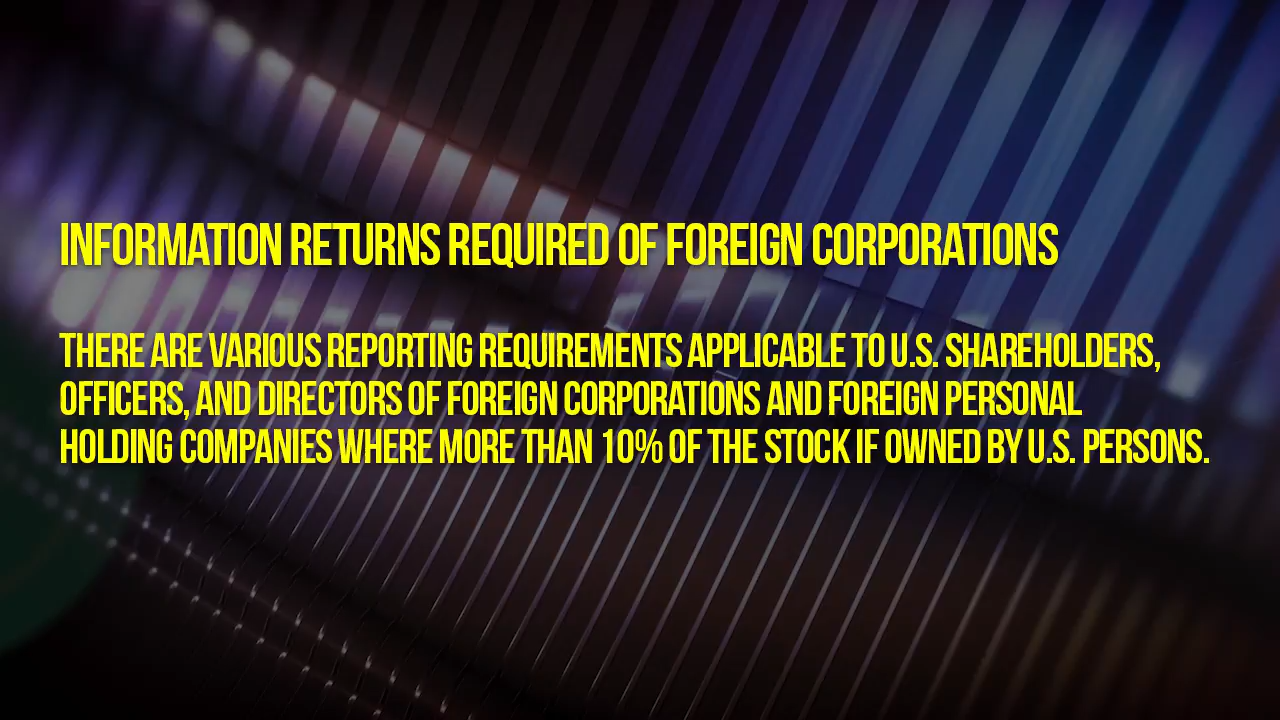 INFORMATION RETURNS REQUIRED OF FOREIGN CORPORATIONS
THERE ARE VARIOUS REPORTING REQUIREMENTS APPLICABLE TO U.S. SHAREHOLDERS,
OFFICERS, AND DIRECTORS OF FOREIGN CORPORATIONS AND FOREIGN PERSONAL
HOLDING COMPANIES WHERE MORE THAN 10% OF THE STOCK IF OWNED BY U.S. PERSONS.